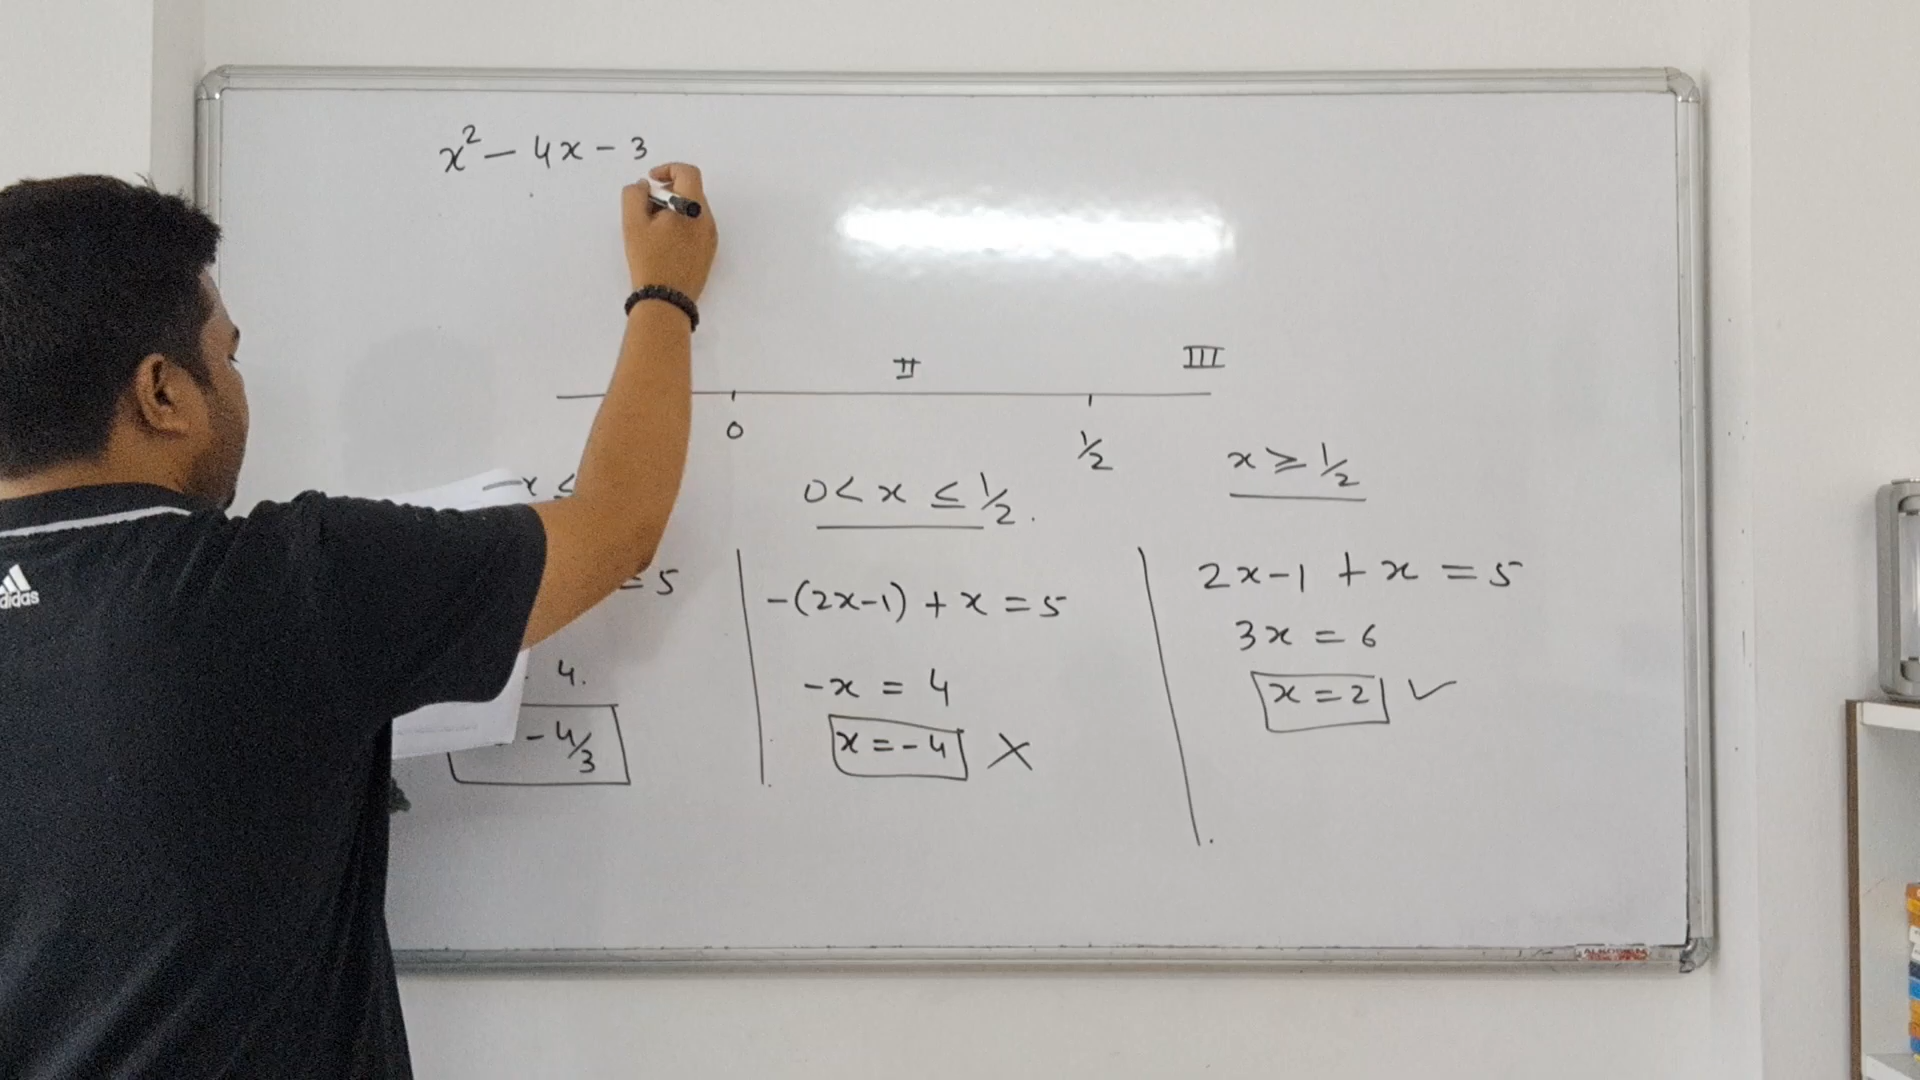 x² - 4x - 3
II
III
0
1/2
-x ≤
0 < x ≤ 1/2.
x ≥ 1/2
= 5
-(2x-1) + x = 5
2x-1 + x = 5
3x = 6
4.
-x = 4
x = 2 ✓
- 4/3
x = - 4 ✗
adidas